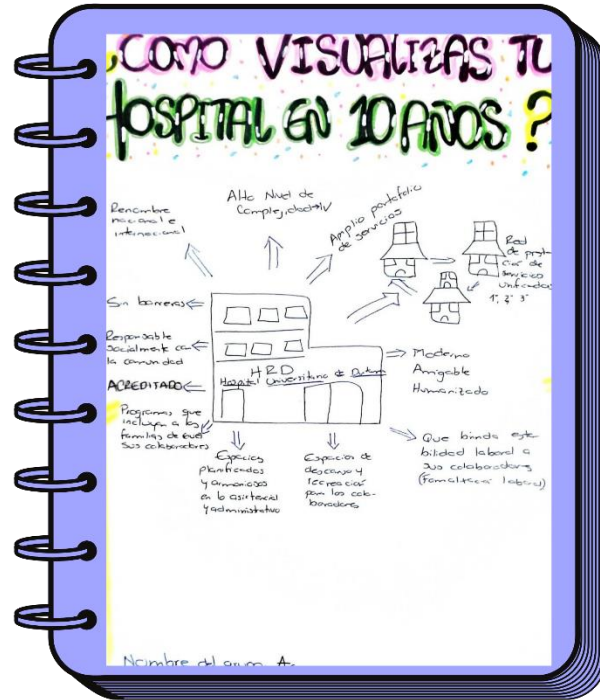 ¿COMO VISUALIZAS TU
HOSPITAL EN 10 AÑOS ?
Renombre
nacional e
internacional
Alto Nivel de
Complejidad IV
Amplio portafolio
de servicios
Red
de presta
ción de
servicios
Unificados
1°, 2° 3°
Sin barreras
Responsable
socialmente con
la comunidad
ACREDITADO
Programas que
incluyan a las
familias de
sus colaboradores
HRD
Hospital Universitario de Duitama
Moderno
Amigable
Humanizado
Espacios
planificados
y armoniosos
en lo asistencial
y administrativo
Espacios de
descanso y
recreación
para los cola-
boradores
Que brinda esta
bilidad laboral a
sus colaboradores
(Formalización laboral)
Nombre del grupo A.